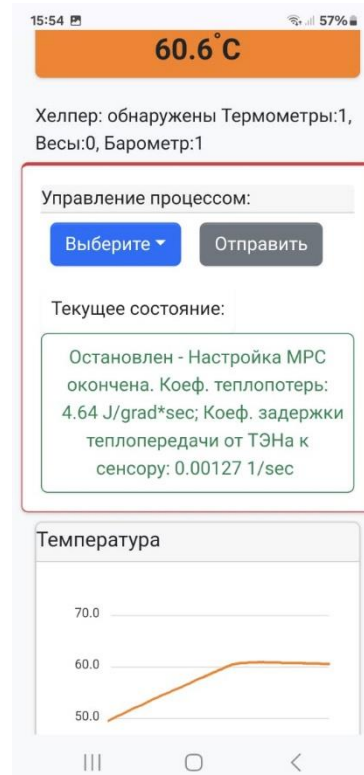 15:54 57%
60.6°C
Хелпер: обнаружены Термометры:1,
Весы:0, Барометр:1
Управление процессом:
Выберите Отправить
Текущее состояние:
Остановлен - Настройка МРС
окончена. Коеф. теплопотерь:
4.64 J/grad*sec; Коеф. задержки
теплопередачи от ТЭНа к
сенсору: 0.00127 1/sec
Температура
70.0
60.0
50.0